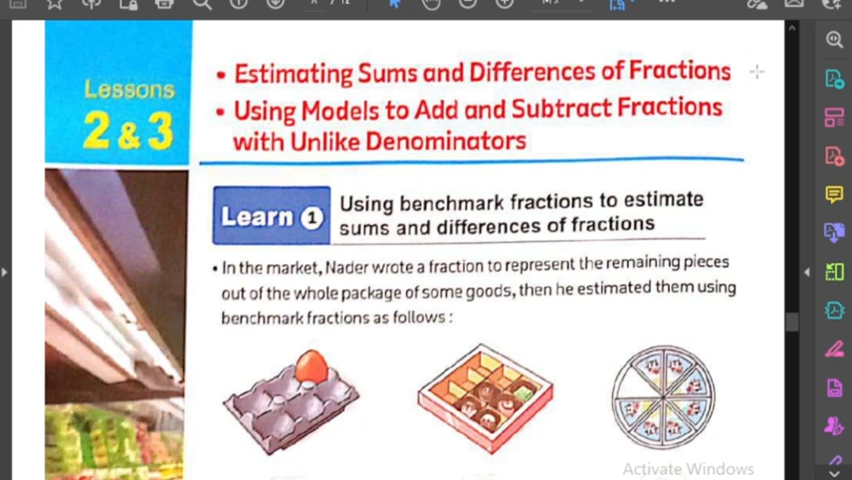 Lessons
2 & 3
• Estimating Sums and Differences of Fractions
• Using Models to Add and Subtract Fractions
with Unlike Denominators
Learn 1
Using benchmark fractions to estimate
sums and differences of fractions
• In the market, Nader wrote a fraction to represent the remaining pieces
out of the whole package of some goods, then he estimated them using
benchmark fractions as follows :
Activate Windows